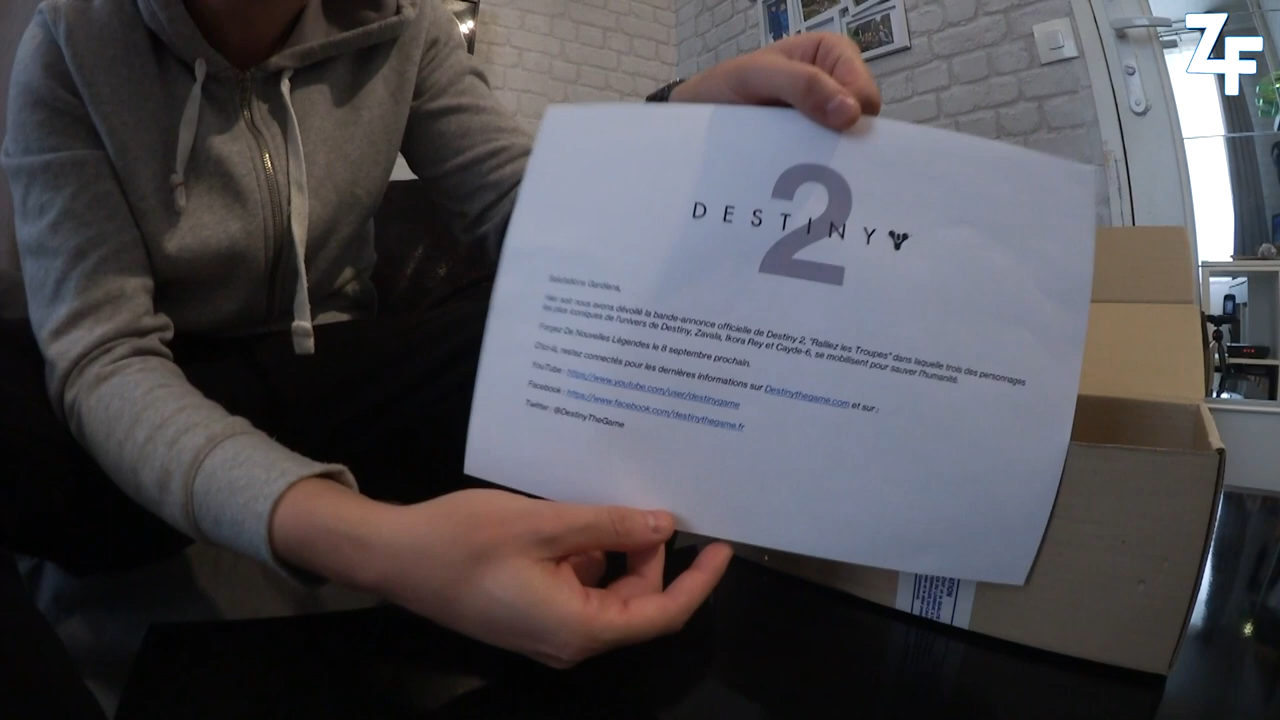 ZF
2
DESTINY
Salutations Gardiens,
Hier soir nous avons dévoilé la bande-annonce officielle de Destiny 2, "Ralliez les Troupes" dans laquelle trois des personnages
les plus iconiques de l'univers de Destiny, Zavala, Ikora Rey et Cayde-6, se mobilisent pour sauver l'humanité.
Forgez De Nouvelles Légendes le 8 septembre prochain.
D'ici-là, restez connectés pour les dernières informations sur Destinythegame.com et sur :
YouTube : https://www.youtube.com/user/destinygame
Facebook : https://www.facebook.com/destinythegame.fr
Twitter : @DestinyTheGame